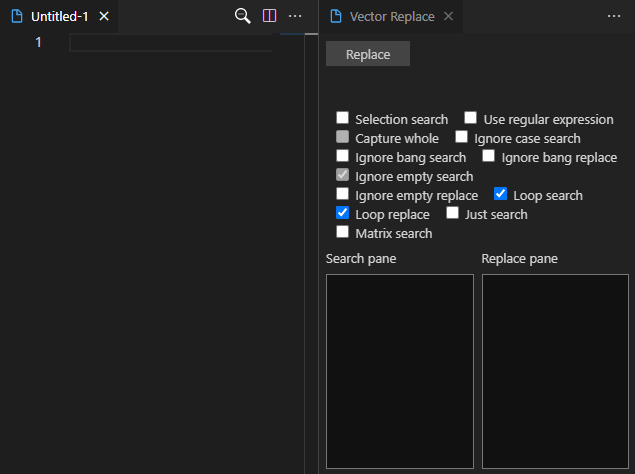 Untitled-1
Vector Replace
1
Replace
Selection search Use regular expression
Capture whole Ignore case search
Ignore bang search Ignore bang replace
Ignore empty search
Ignore empty replace Loop search
Loop replace Just search
Matrix search
Search pane Replace pane